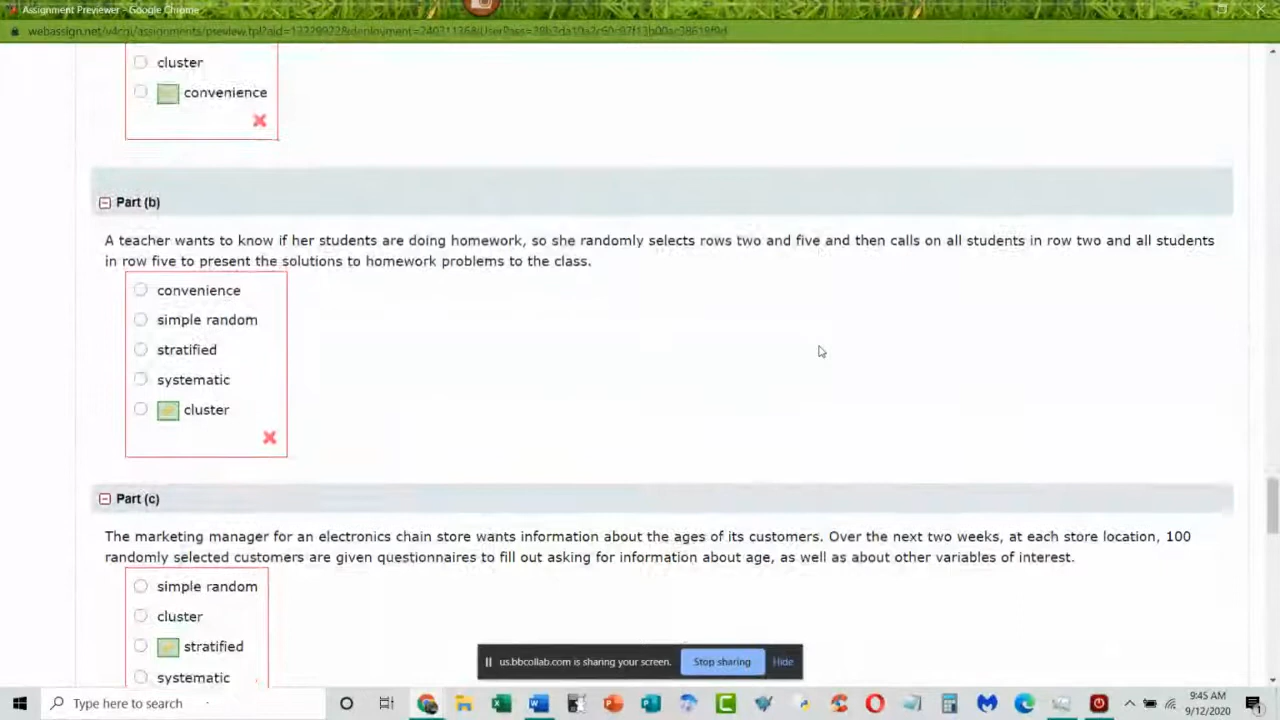 Assignment Previewer - Google Chrome
cluster
convenience
Part (b)
A teacher wants to know if her students are doing homework, so she randomly selects rows two and five and then calls on all students in row two and all students
in row five to present the solutions to homework problems to the class.
convenience
simple random
stratified
systematic
cluster
Part (c)
The marketing manager for an electronics chain store wants information about the ages of its customers. Over the next two weeks, at each store location, 100
randomly selected customers are given questionnaires to fill out asking for information about age, as well as about other variables of interest.
simple random
cluster
stratified
systematic
us.bbcollab.com is sharing your screen.
Stop sharing
Hide
Type here to search
9:45 AM
9/12/2020